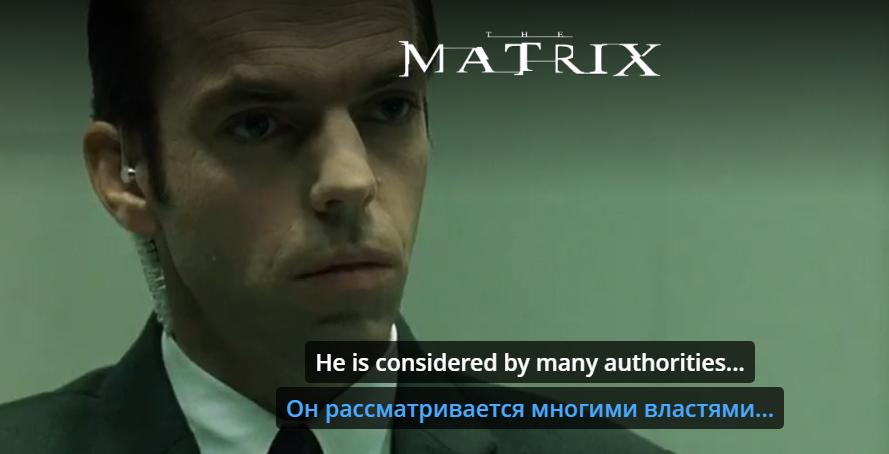 THE
MATRIX
He is considered by many authorities...
Он рассматривается многими властями...